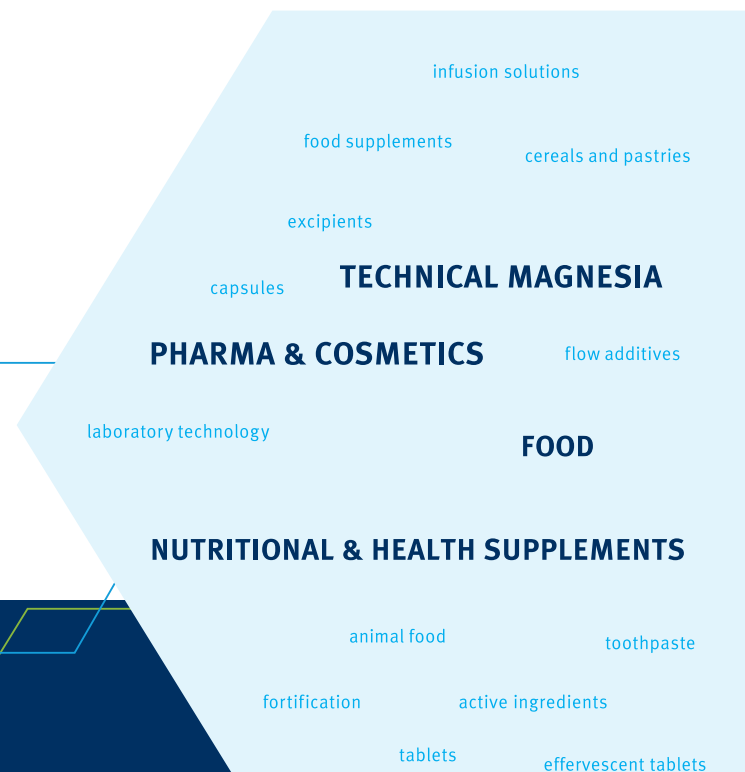 infusion solutions
food supplements
cereals and pastries
excipients
TECHNICAL MAGNESIA
capsules
PHARMA & COSMETICS
flow additives
laboratory technology
FOOD
NUTRITIONAL & HEALTH SUPPLEMENTS
animal food
toothpaste
fortification
active ingredients
tablets
effervescent tablets